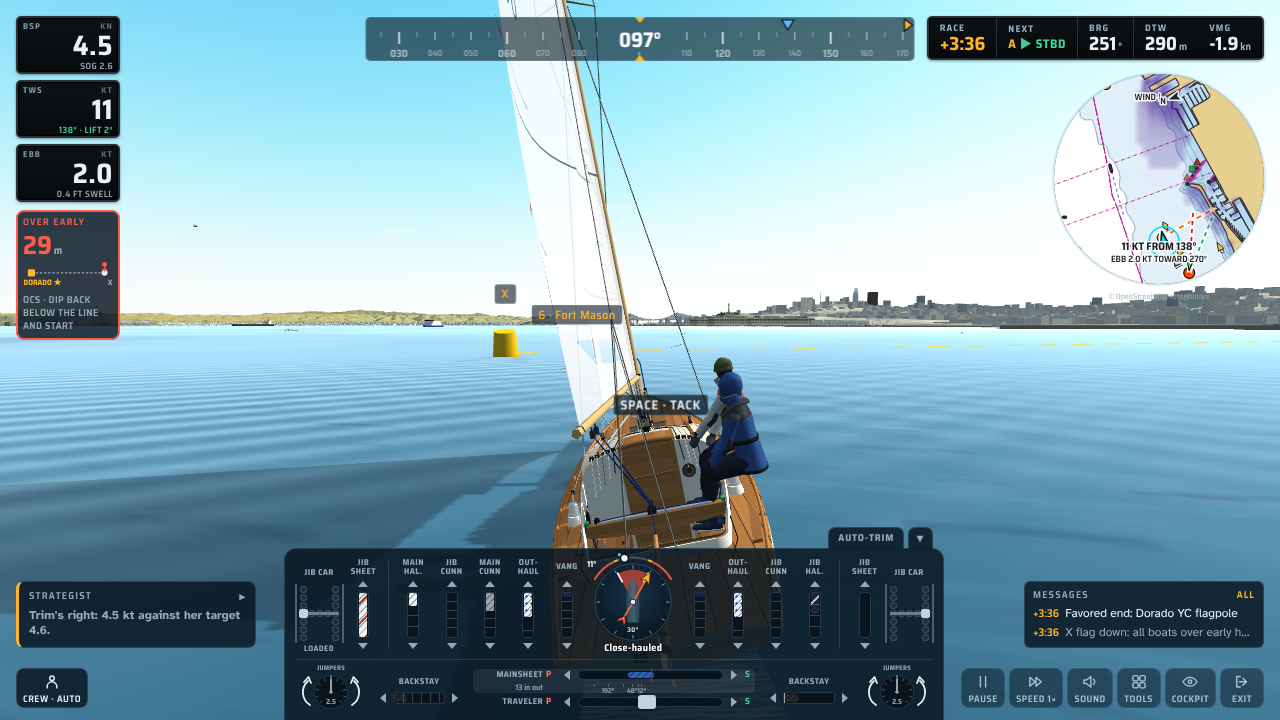 BSP KN
4.5
SOG 2.6
TWS KT
11
138° · LIFT 2°
EBB KT
2.0
0.4 FT SWELL
OVER EARLY
29 m
DORADO ★ X
OCS · DIP BACK
BELOW THE LINE
AND START
030 040 050 060 070 080 097° 110 120 130 140 150 160 170
RACE
+3:36
NEXT
A ▶ STBD
BRG
251°
DTW
290 m
VMG
-1.9 kn
WIND
N
11 KT FROM 138°
EBB 2.0 KT TOWARD 270°
X
6 · Fort Mason
SPACE · TACK
AUTO-TRIM ▼
JIB CAR
JIB SHEET
MAIN HAL.
JIB CUNN
MAIN CUNN
OUT-HAUL
VANG
11°
30°
Close-hauled
VANG
OUT-HAUL
JIB CUNN
JIB HAL.
JIB SHEET
JIB CAR
LOADED
JUMPERS
2.5
BACKSTAY
MAINSHEET P S
13 in out
TRAVELER P S
BACKSTAY
JUMPERS
2.5
STRATEGIST ▶
Trim's right: 4.5 kt against her target
4.6.
CREW · AUTO
MESSAGES ALL
+3:36 Favored end: Dorado YC flagpole
+3:36 X flag down: all boats over early h...
PAUSE
SPEED 1×
SOUND
TOOLS
COCKPIT
EXIT